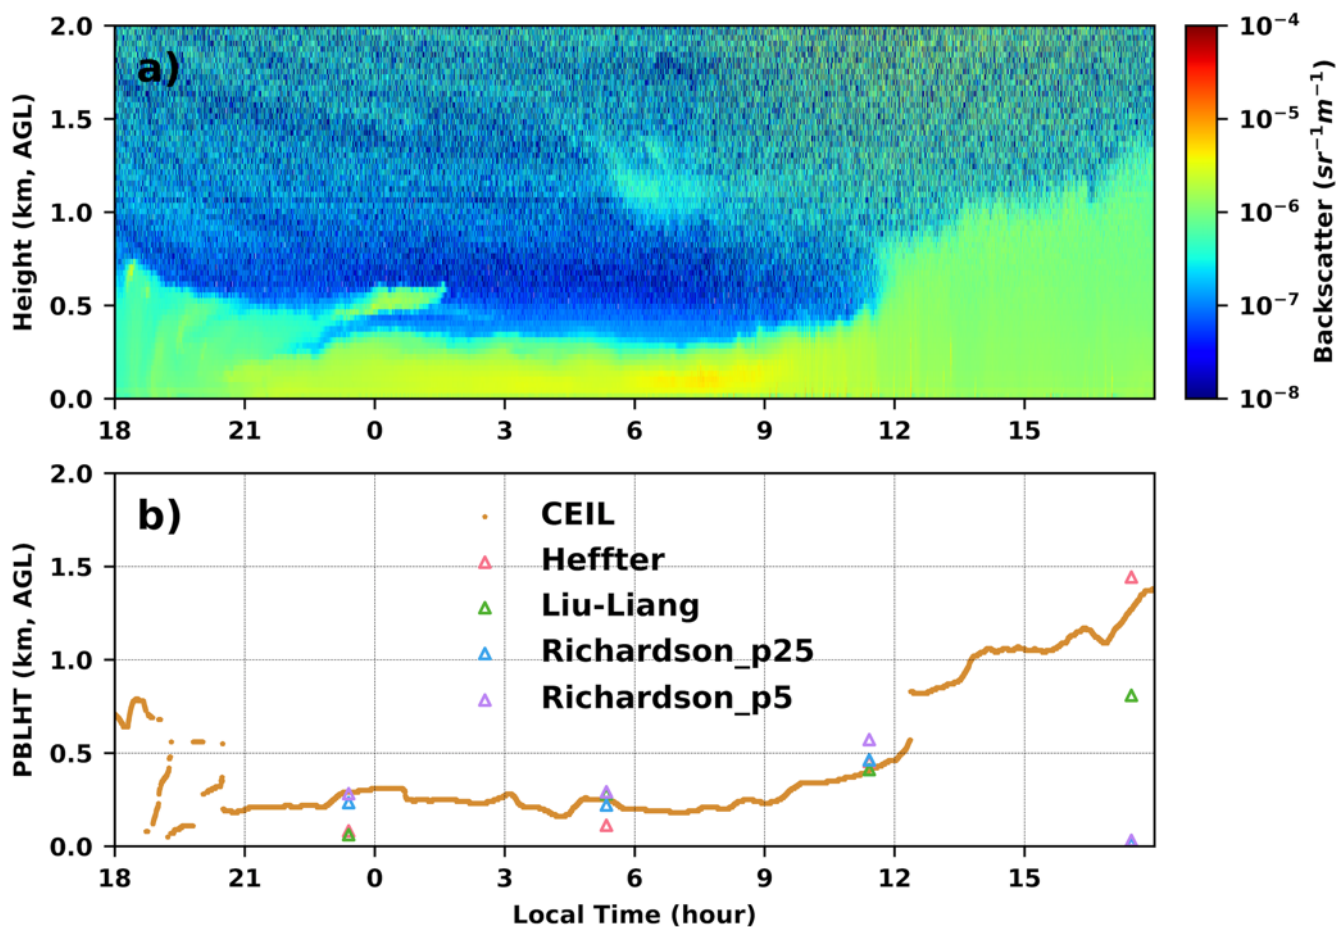 a)
2.0
1.5
1.0
0.5
0.0
Height (km, AGL)
18 21 0 3 6 9 12 15
10⁻⁴
10⁻⁵
10⁻⁶
10⁻⁷
10⁻⁸
Backscatter (sr⁻¹m⁻¹)
b)
2.0
1.5
1.0
0.5
0.0
PBLHT (km, AGL)
CEIL
Heffter
Liu-Liang
Richardson_p25
Richardson_p5
18 21 0 3 6 9 12 15
Local Time (hour)